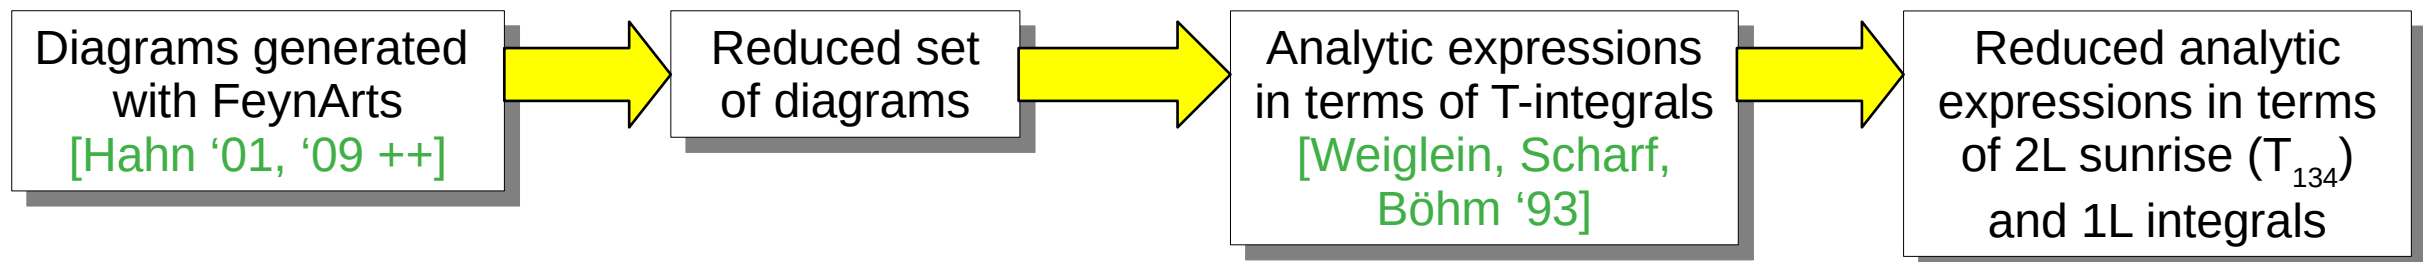 Diagrams generated
with FeynArts
[Hahn ‘01, ‘09 ++]
Reduced set
of diagrams
Analytic expressions
in terms of T-integrals
[Weiglein, Scharf,
Böhm ‘93]
Reduced analytic
expressions in terms
of 2L sunrise (T₁₃₄)
and 1L integrals